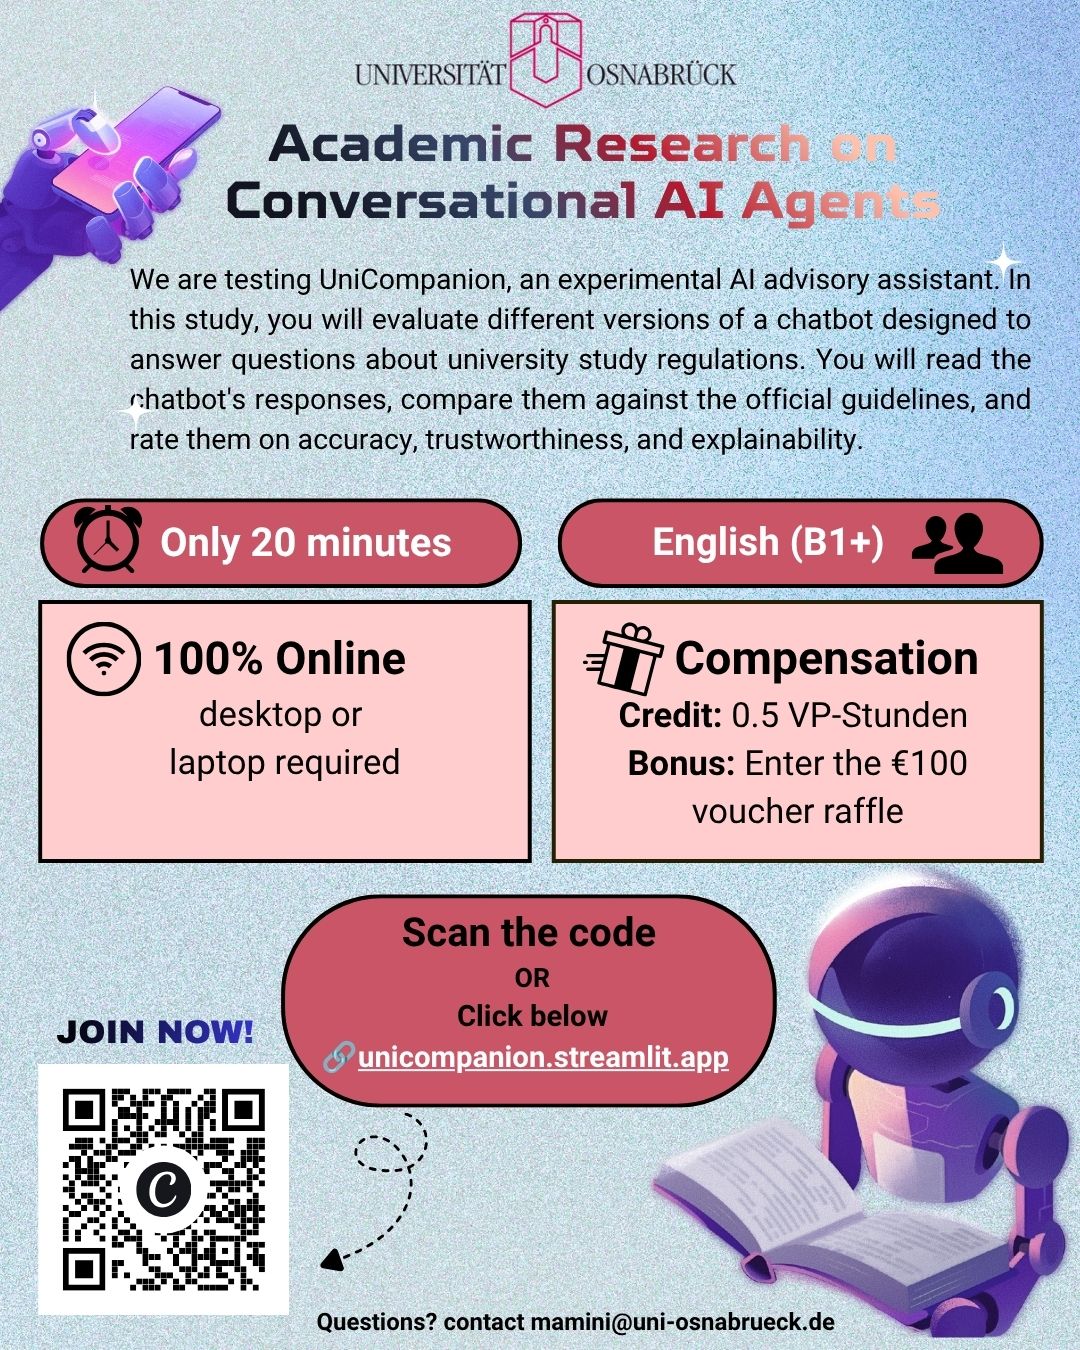 UNIVERSITÄT OSNABRÜCK
Academic Research on
Conversational AI Agents
We are testing UniCompanion, an experimental AI advisory assistant. In
this study, you will evaluate different versions of a chatbot designed to
answer questions about university study regulations. You will read the
chatbot's responses, compare them against the official guidelines, and
rate them on accuracy, trustworthiness, and explainability.
Only 20 minutes
English (B1+)
100% Online
desktop or
laptop required
Compensation
Credit: 0.5 VP-Stunden
Bonus: Enter the €100
voucher raffle
Scan the code
OR
Click below
unicompanion.streamlit.app
JOIN NOW!
C
Questions? contact mamini@uni-osnabrueck.de